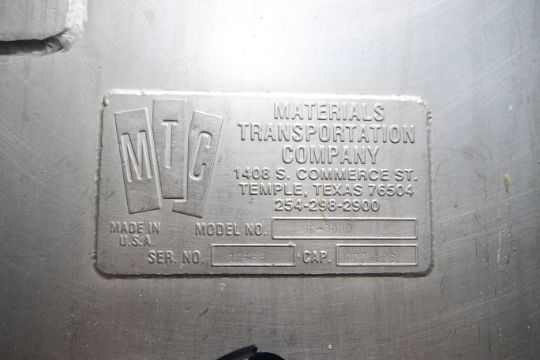 MTC
MATERIALS
TRANSPORTATION
COMPANY
1408 S. COMMERCE ST.
TEMPLE, TEXAS 76504
254-298-2900
MADE IN
U.S.A.
MODEL NO.
SER. NO. CAP.